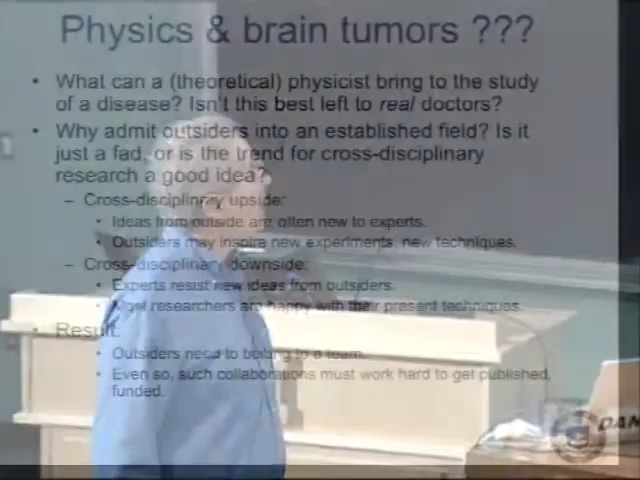 Physics & brain tumors ???
• What can a (theoretical) physicist bring to the study
of a disease? Isn't this best left to real doctors?
• Why admit outsiders into an established field? Is it
just a fad, or is the trend for cross-disciplinary
research a good idea?
– Cross-disciplinary upside:
• Ideas from outside are often new to experts.
• Outsiders may inspire new experiments, new techniques.
– Cross-disciplinary downside:
• Experts resist new ideas from outsiders.
• researchers are happy with their present techniques.
• Result:
• Outsiders need to belong to a team.
• Even so, such collaborations must work hard to get published,
funded.